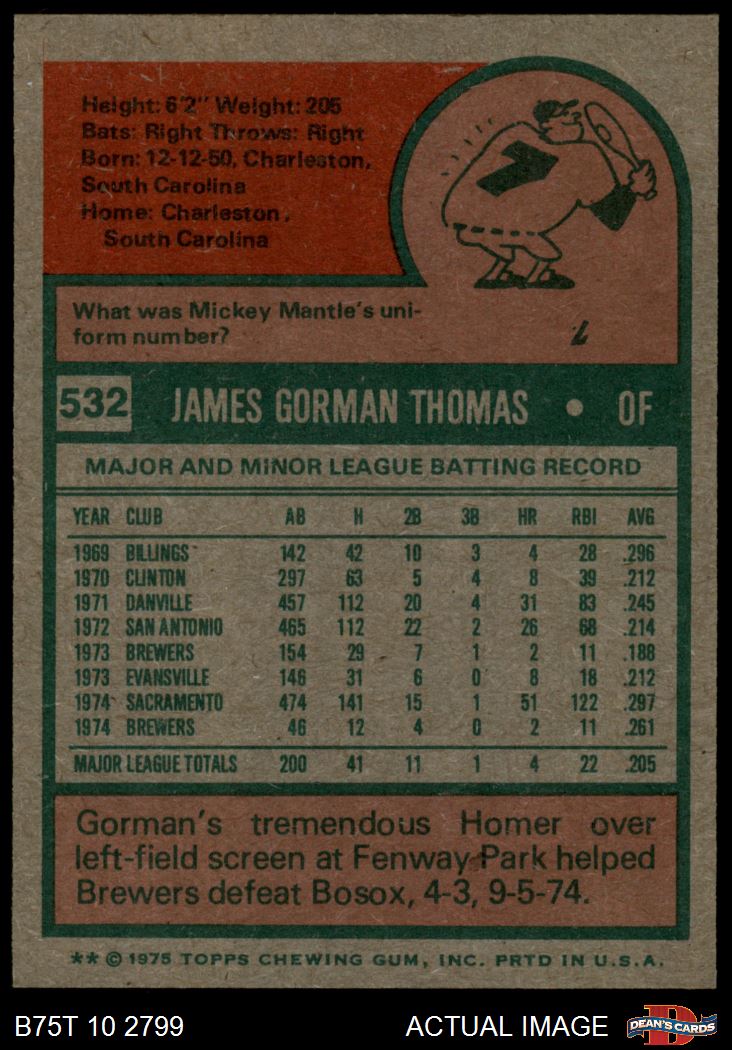 Height: 6'2" Weight: 205
Bats: Right Throws: Right
Born: 12-12-50, Charleston,
South Carolina
Home: Charleston,
South Carolina
7
What was Mickey Mantle's uni-
form number?
7
532 JAMES GORMAN THOMAS • OF
MAJOR AND MINOR LEAGUE BATTING RECORD
YEAR CLUB AB H 2B 3B HR RBI AVG
1969 BILLINGS 142 42 10 3 4 28 .296
1970 CLINTON 297 63 5 4 8 39 .212
1971 DANVILLE 457 112 20 4 31 83 .245
1972 SAN ANTONIO 465 112 22 2 26 68 .214
1973 BREWERS 154 29 7 1 2 11 .188
1973 EVANSVILLE 146 31 6 0 8 18 .212
1974 SACRAMENTO 474 141 15 1 51 122 .297
1974 BREWERS 46 12 4 0 2 11 .261
MAJOR LEAGUE TOTALS 200 41 11 1 4 22 .205
Gorman's tremendous Homer over
left-field screen at Fenway Park helped
Brewers defeat Bosox, 4-3, 9-5-74.
** © 1975 TOPPS CHEWING GUM, INC. PRTD IN U.S.A.
B75T 10 2799 ACTUAL IMAGE D DEAN'S CARDS